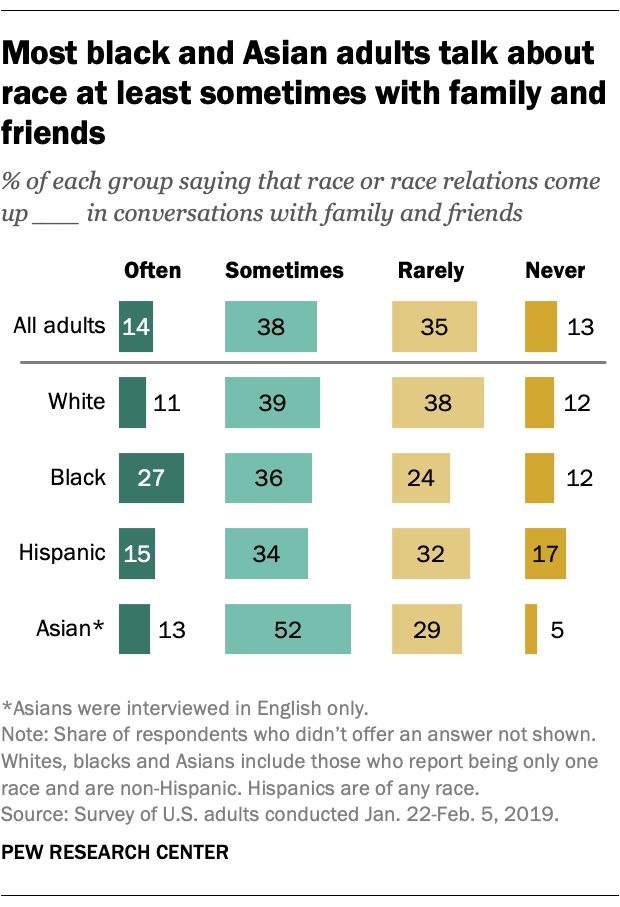 Most black and Asian adults talk about
race at least sometimes with family and
friends
% of each group saying that race or race relations come
up ___ in conversations with family and friends
Often Sometimes Rarely Never
All adults 14 38 35 13
White 11 39 38 12
Black 27 36 24 12
Hispanic 15 34 32 17
Asian* 13 52 29 5
*Asians were interviewed in English only.
Note: Share of respondents who didn’t offer an answer not shown.
Whites, blacks and Asians include those who report being only one
race and are non-Hispanic. Hispanics are of any race.
Source: Survey of U.S. adults conducted Jan. 22-Feb. 5, 2019.
PEW RESEARCH CENTER